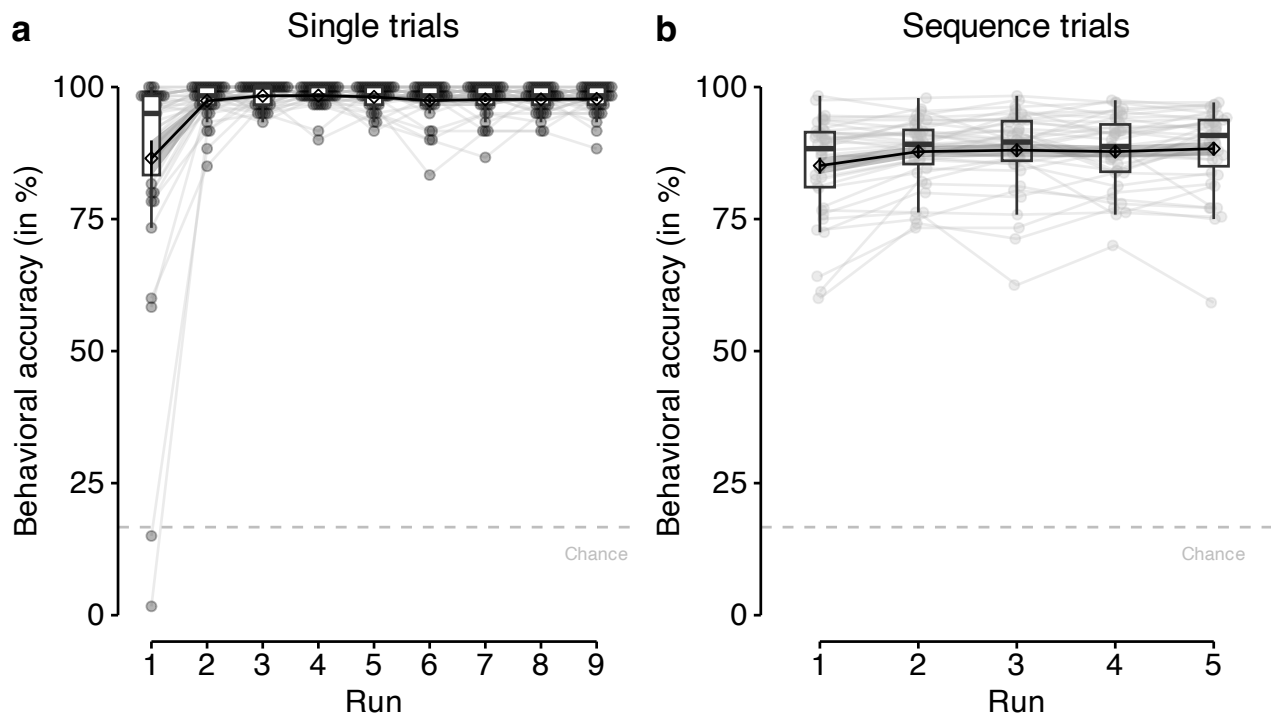 a
Single trials
Behavioral accuracy (in %)
100
75
50
25
0
Chance
1 2 3 4 5 6 7 8 9
Run
b
Sequence trials
Behavioral accuracy (in %)
100
75
50
25
0
Chance
1 2 3 4 5
Run